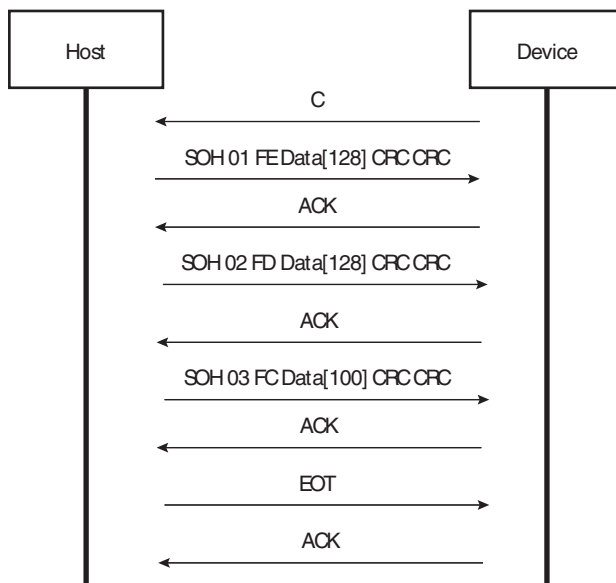 Host
Device
C
SOH 01 FE Data[128] CRC CRC
ACK
SOH 02 FD Data[128] CRC CRC
ACK
SOH 03 FC Data[100] CRC CRC
ACK
EOT
ACK